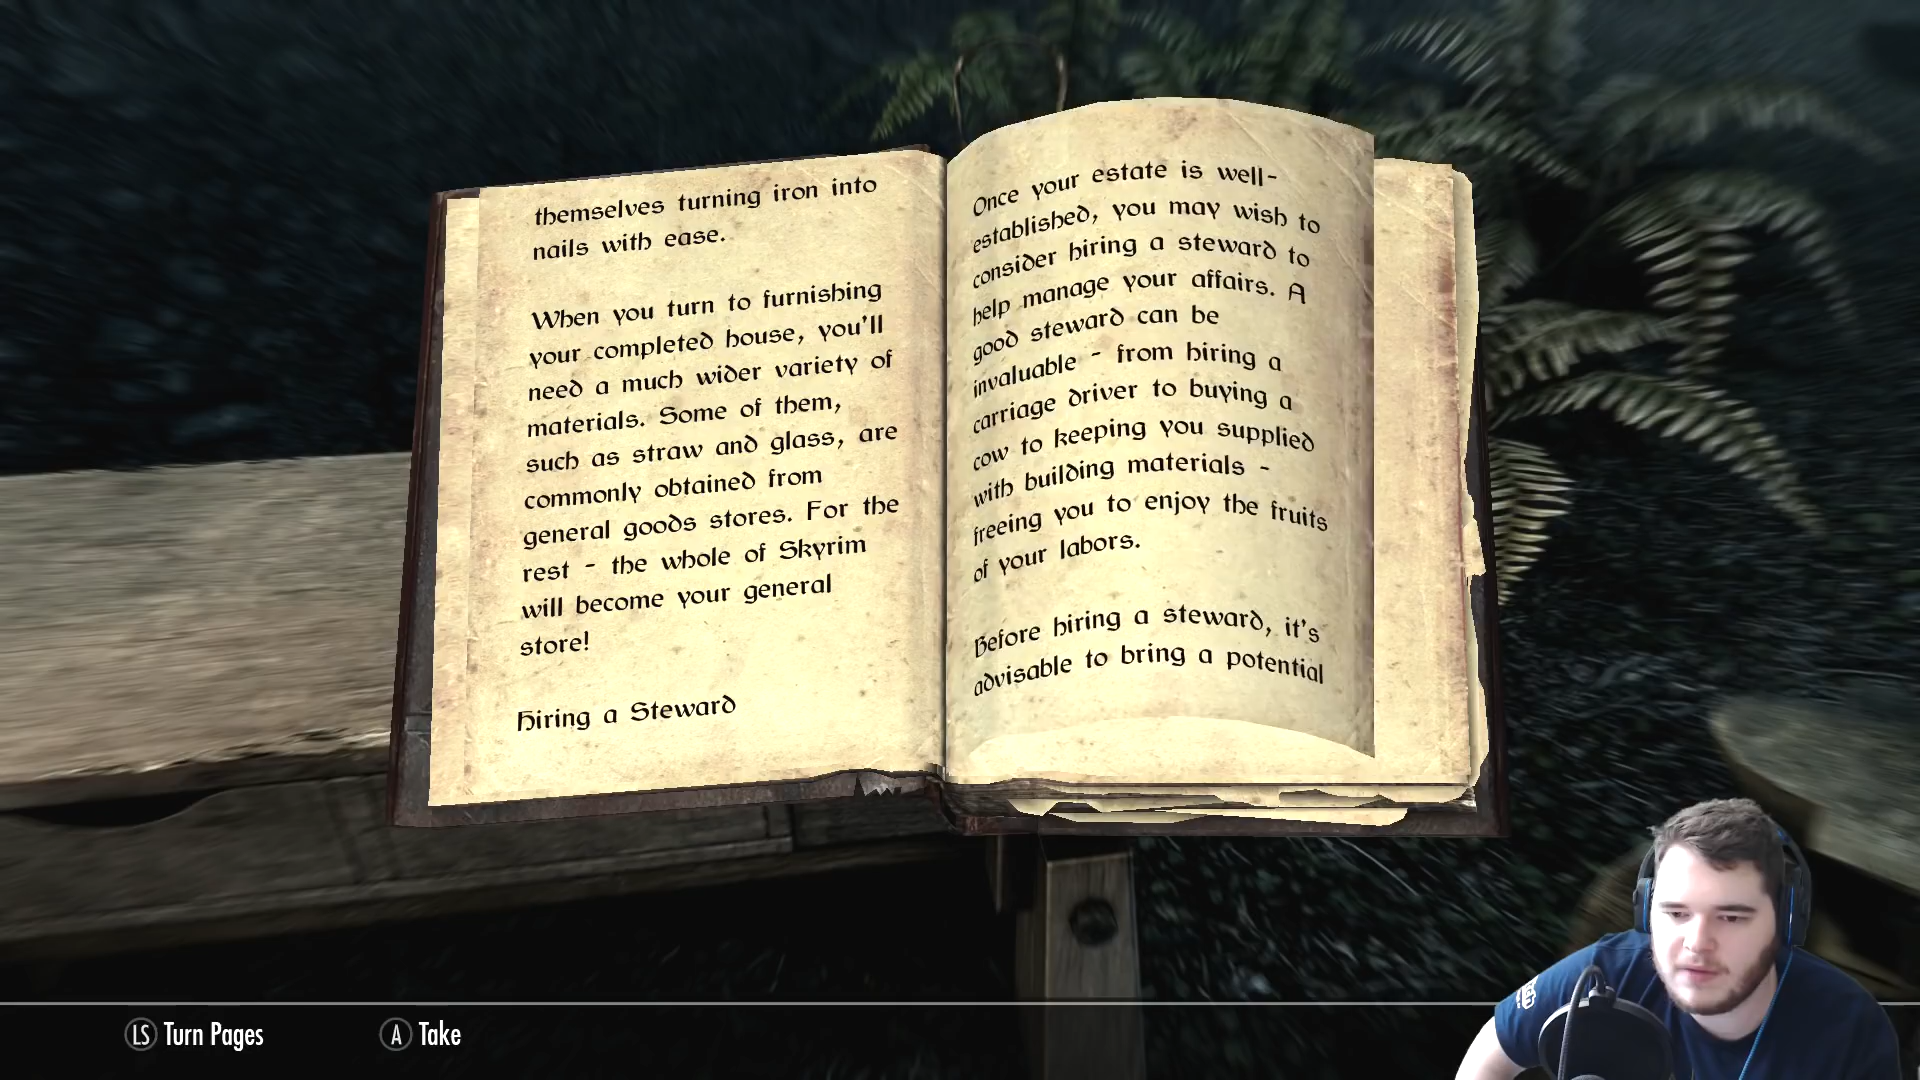 themselves turning iron into
nails with ease.
When you turn to furnishing
your completed house, you'll
need a much wider variety of
materials. Some of them,
such as straw and glass, are
commonly obtained from
general goods stores. For the
rest - the whole of Skyrim
will become your general
store!
Hiring a Steward
Once your estate is well-
established, you may wish to
consider hiring a steward to
help manage your affairs. A
good steward can be
invaluable - from hiring a
carriage driver to buying a
cow to keeping you supplied
with building materials -
freeing you to enjoy the fruits
of your labors.
Before hiring a steward, it's
advisable to bring a potential
LS Turn Pages
A Take